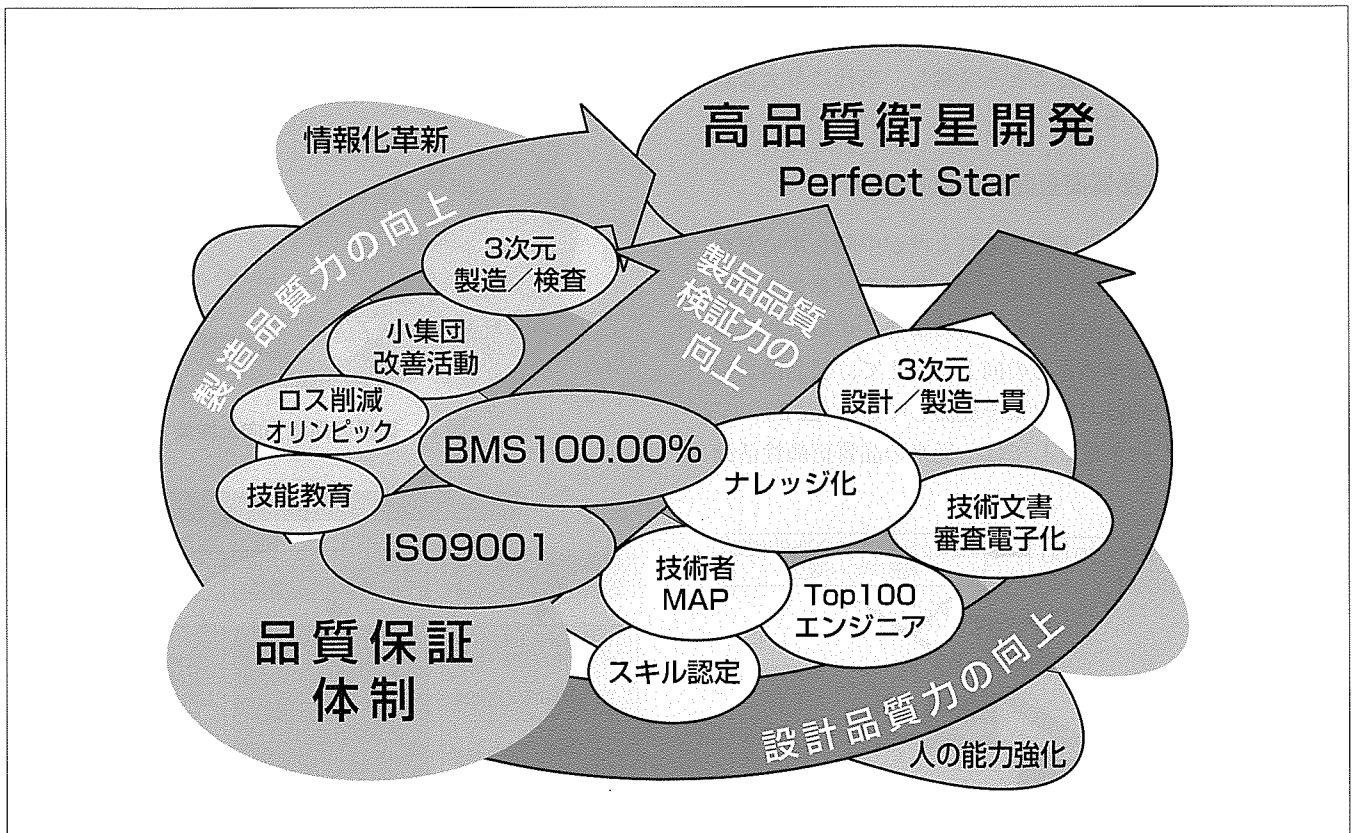 情報化革新
高品質衛星開発
Perfect Star
製造品質力の向上
3次元
製造／検査
製品品質
検証力の
向上
小集団
改善活動
3次元
設計／製造一貫
ロス削減
オリンピック
BMS100.00%
ナレッジ化
技能教育
技術文書
審査電子化
ISO9001
技術者
MAP
Top100
エンジニア
品質保証
体制
スキル認定
設計品質力の向上
人の能力強化